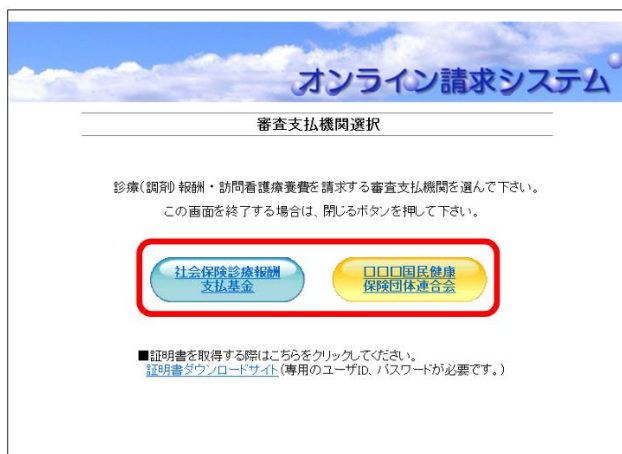 オンライン請求システム
審査支払機関選択
診療(調剤)報酬・訪問看護療養費を請求する審査支払機関を選んで下さい。
この画面を終了する場合は、閉じるボタンを押して下さい。
社会保険診療報酬
支払基金
□□□国民健康
保険団体連合会
■証明書を取得する際はこちらをクリックしてください。
証明書ダウンロードサイト(専用のユーザID、パスワードが必要です。)